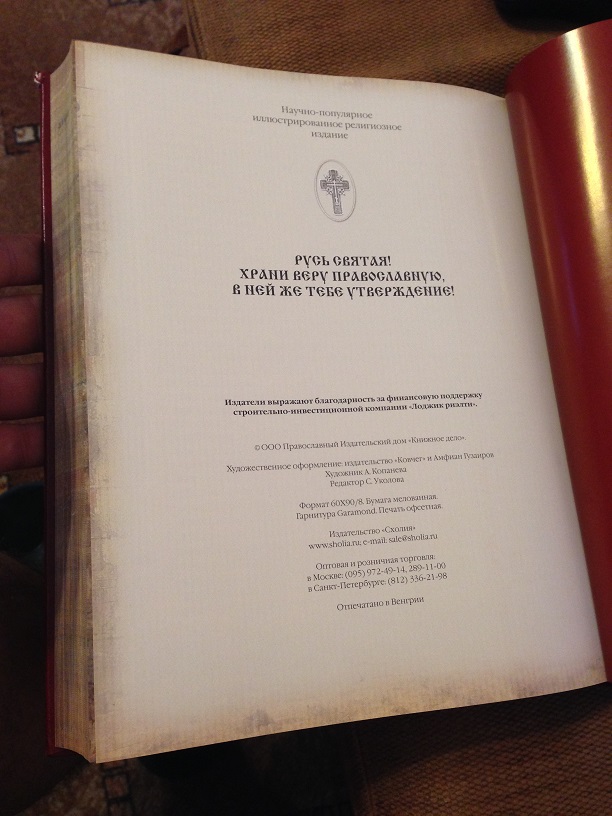 Научно-популярное
иллюстрированное религиозное
издание
РУСЬ СВЯТАЯ!
ХРАНИ ВЕРУ ПРАВОСЛАВНУЮ,
В НЕЙ ЖЕ ТЕБЕ УТВЕРЖДЕНИЕ!
Издатели выражают благодарность за финансовую поддержку
строительно-инвестиционной компании «Лоджик риэлти».
© ООО Православный Издательский дом «Книжное дело».
Художественное оформление: издательство «Ковчег» и Амфиан Гуваиров
Художник А. Копанева
Редактор С. Уколова
Формат 60Х90/8. Бумага мелованная.
Гарнитура Garamond. Печать офсетная.
Издательство «Схолия»
www.sholia.ru; e-mail: sale@sholia.ru
Оптовая и розничная торговля:
в Москве: (095) 972-49-14, 289-11-00
в Санкт-Петербурге: (812) 336-21-98
Отпечатано в Венгрии